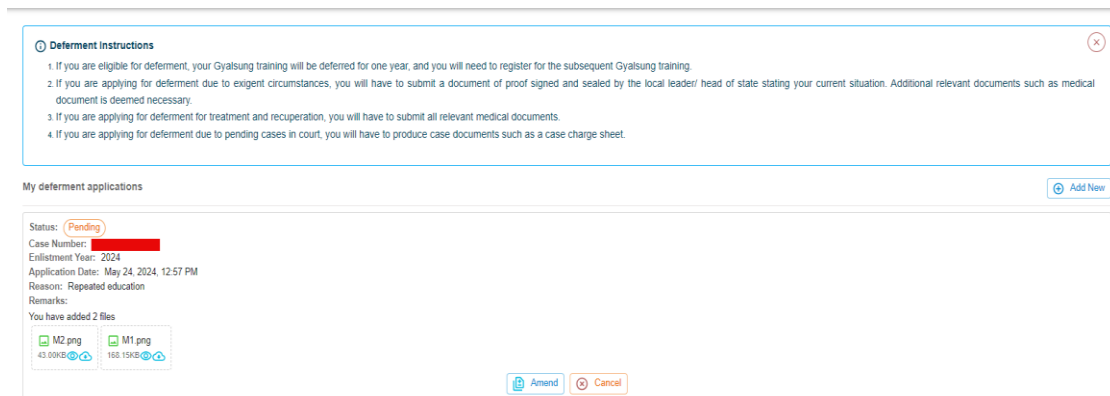 Deferment Instructions
1. If you are eligible for deferment, your Gyalsung training will be deferred for one year, and you will need to register for the subsequent Gyalsung training.
2. If you are applying for deferment due to exigent circumstances, you will have to submit a document of proof signed and sealed by the local leader/ head of state stating your current situation. Additional relevant documents such as medical
document is deemed necessary.
3. If you are applying for deferment for treatment and recuperation, you will have to submit all relevant medical documents.
4. If you are applying for deferment due to pending cases in court, you will have to produce case documents such as a case charge sheet.
My deferment applications
Add New
Status: Pending
Case Number:
Enlistment Year: 2024
Application Date: May 24, 2024, 12:57 PM
Reason: Repeated education
Remarks:
You have added 2 files
M2.png M1.png
43.00KB 168.15KB
Amend Cancel